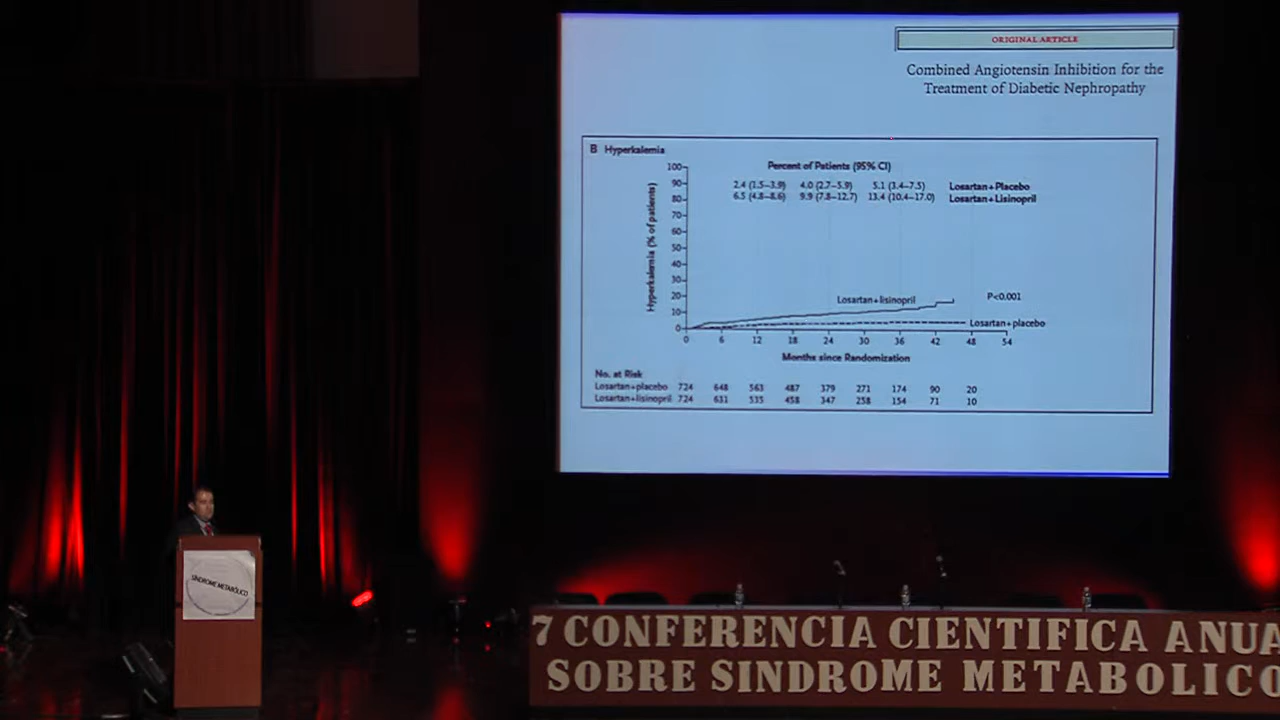 ORIGINAL ARTICLE
Combined Angiotensin Inhibition for the
Treatment of Diabetic Nephropathy
B Hyperkalemia
Percent of Patients (95% CI)
2.4 (1.5–3.9) 4.0 (2.7–5.9) 5.1 (3.4–7.5) Losartan+Placebo
6.5 (4.8–8.6) 9.9 (7.8–12.7) 13.4 (10.4–17.0) Losartan+Lisinopril
Hyperkalemia (% of patients)
100
90
80
70
60
50
40
30
20
10
0
Losartan+lisinopril
P<0.001
Losartan+placebo
0 6 12 18 24 30 36 42 48 54
Months since Randomization
No. at Risk
Losartan+placebo 724 648 563 487 379 271 174 90 20
Losartan+lisinopril 724 631 535 458 347 258 154 71 10
SÍNDROME METABÓLICO
7 CONFERENCIA CIENTIFICA ANUA
SOBRE SINDROME METABOLICO